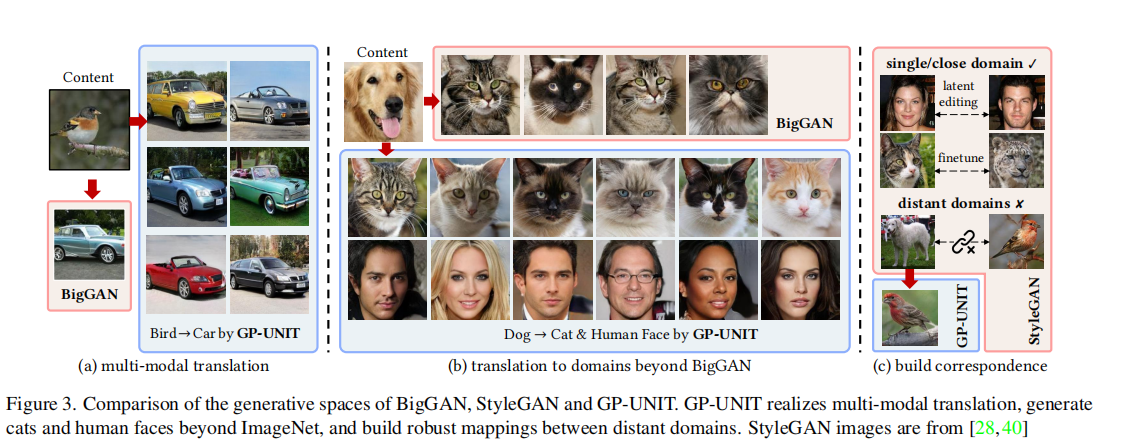 Content
BigGAN
Bird→Car by GP-UNIT
(a) multi-modal translation
Content
BigGAN
Dog → Cat & Human Face by GP-UNIT
(b) translation to domains beyond BigGAN
single/close domain ✓
latent
editing
finetune
distant domains ✗
GP-UNIT
StyleGAN
(c) build correspondence
Figure 3. Comparison of the generative spaces of BigGAN, StyleGAN and GP-UNIT. GP-UNIT realizes multi-modal translation, generate
cats and human faces beyond ImageNet, and build robust mappings between distant domains. StyleGAN images are from [28,40]